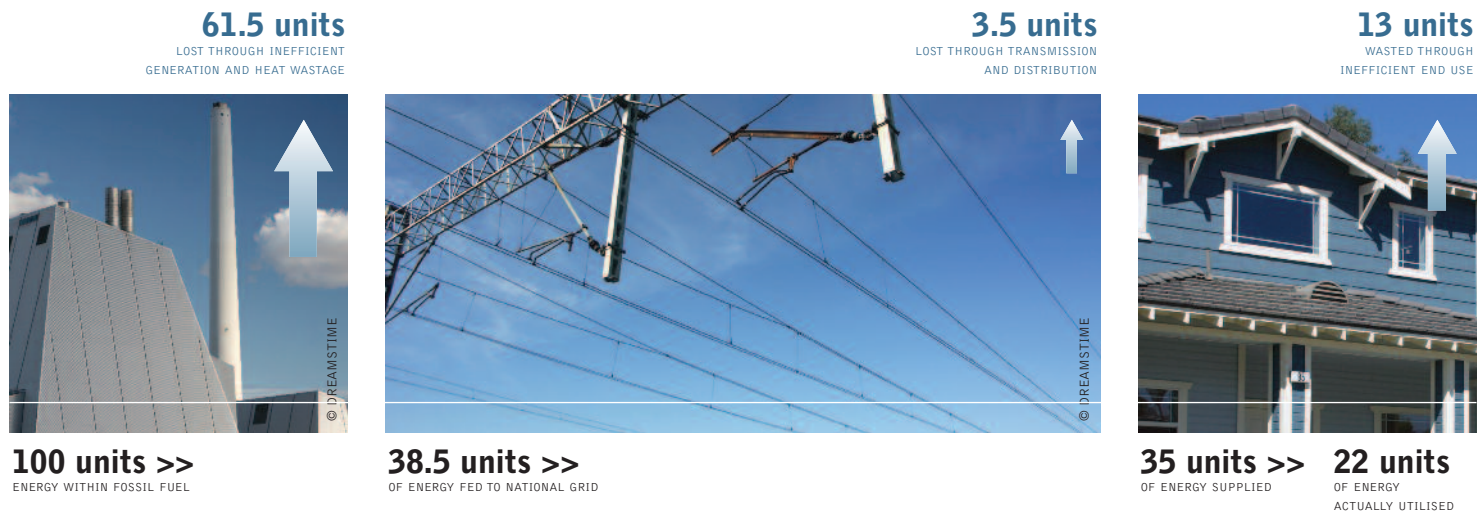 61.5 units
LOST THROUGH INEFFICIENT
GENERATION AND HEAT WASTAGE
3.5 units
LOST THROUGH TRANSMISSION
AND DISTRIBUTION
13 units
WASTED THROUGH
INEFFICIENT END USE
© DREAMSTIME
© DREAMSTIME
100 units >>
ENERGY WITHIN FOSSIL FUEL
38.5 units >>
OF ENERGY FED TO NATIONAL GRID
35 units >>
OF ENERGY SUPPLIED
22 units
OF ENERGY
ACTUALLY UTILISED